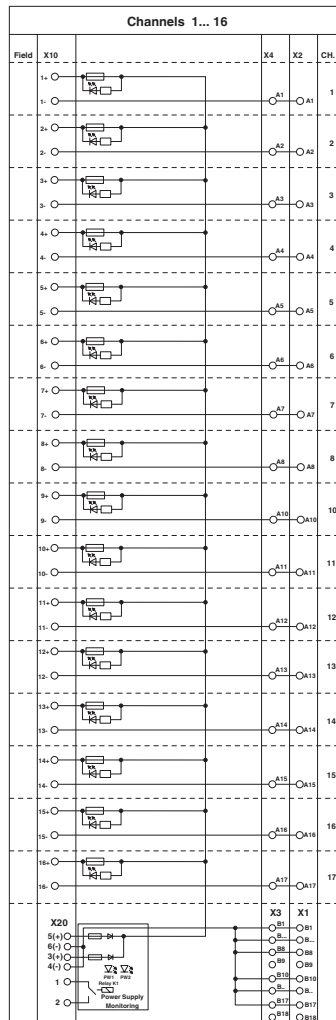 Channels 1... 16
Field X10 X4 X2 CH.
1+
A1
1- A1 1
2+
A2
2- A2 2
3+
A3
3- A3 3
4+
A4
4- A4 4
5+
A5
5- A5 5
6+
A6
6- A6 6
7+
A7
7- A7 7
8+
A8
8- A8 8
9+
A10
9- A10 10
10+
A11
10- A11 11
11+
A12
11- A12 12
12+
A13
12- A13 13
13+
A14
13- A14 14
14+
A15
14- A15 15
15+
A16
15- A16 16
16+
A17
16- A17 17
X20 X3 X1
B1 B1
5(+) B... B...
6(-) B8 B8
3(+) B9 B9
4(-) B10 B10
PW1 PW2
1 Relay K1 B.. B..
Power Supply
2 Monitoring B17 B17
B18 B18